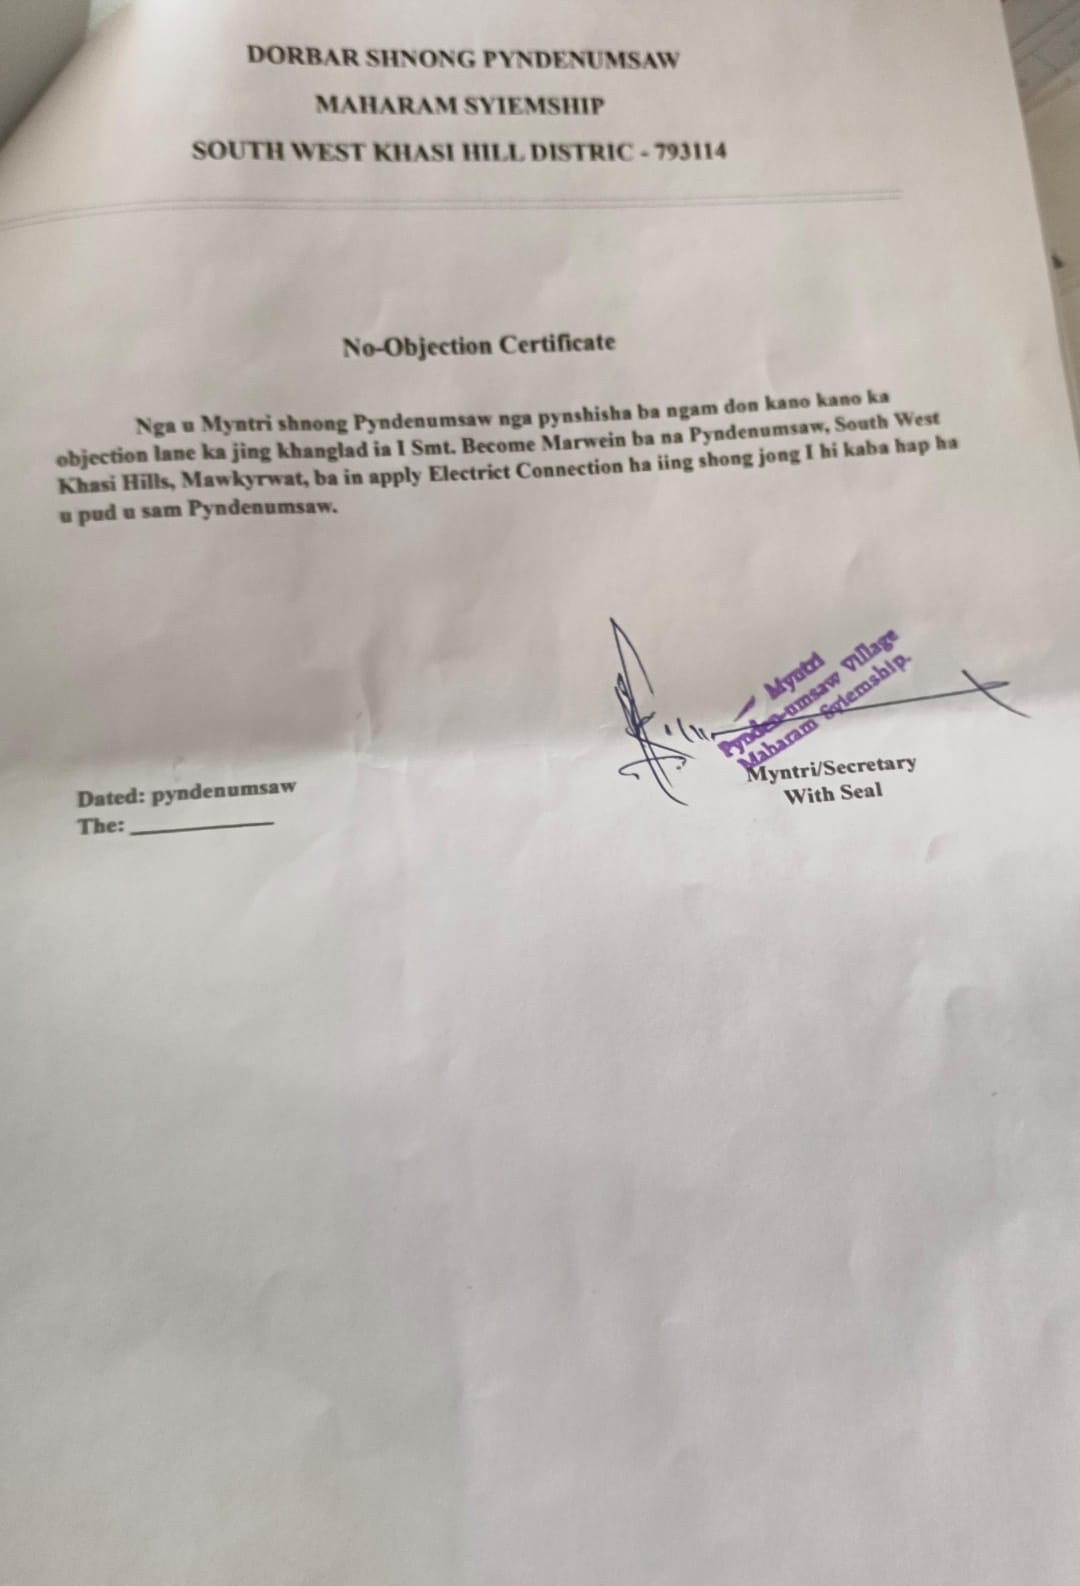 DORBAR SHNONG PYNDENUMSAW
MAHARAM SYIEMSHIP
SOUTH WEST KHASI HILL DISTRIC - 793114
No-Objection Certificate
Nga u Myntri shnong Pyndenumsaw nga pynshisha ba ngam don kano kano ka
objection lane ka jing khanglad ia I Smt. Become Marwein ba na Pyndenumsaw, South West
Khasi Hills, Mawkyrwat, ba in apply Electrict Connection ha iing shong jong I hi kaba hap ha
u pud u sam Pyndenumsaw.
Myntri
Pynden-umsaw Village
Maharam Syiemship.
Myntri/Secretary
With Seal
Dated: pyndenumsaw
The: